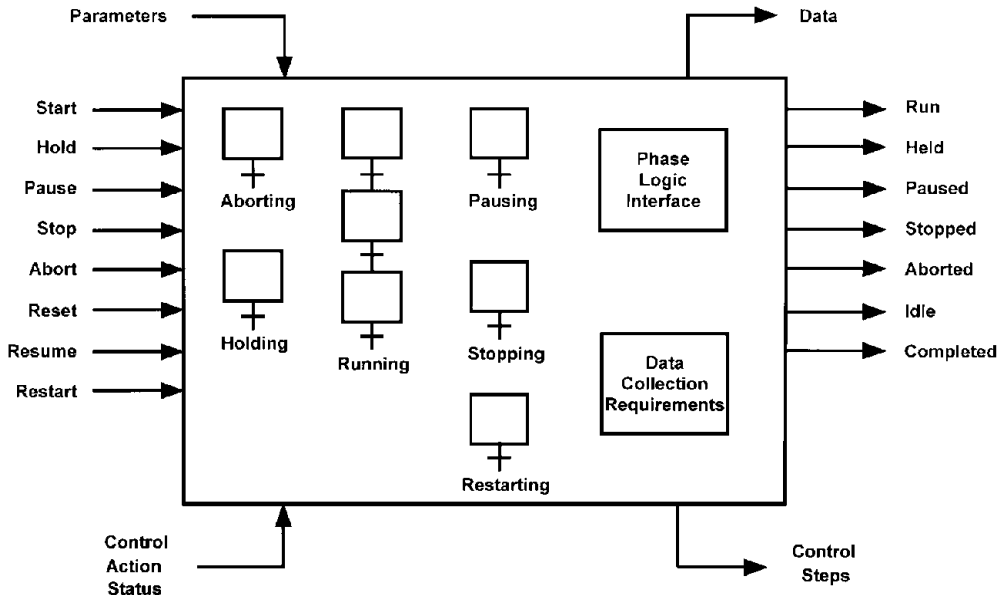 Parameters
Data
Start
Hold
Pause
Stop
Abort
Reset
Resume
Restart
Aborting
Pausing
Phase
Logic
Interface
Holding
Running
Stopping
Data
Collection
Requirements
Restarting
Run
Held
Paused
Stopped
Aborted
Idle
Completed
Control
Action
Status
Control
Steps